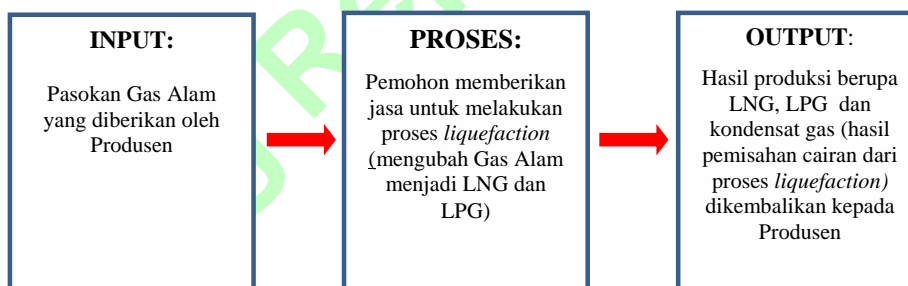 INPUT:
Pasokan Gas Alam
yang diberikan oleh
Produsen
PROSES:
Pemohon memberikan
jasa untuk melakukan
proses liquefaction
(mengubah Gas Alam
menjadi LNG dan
LPG)
OUTPUT:
Hasil produksi berupa
LNG, LPG dan
kondensat gas (hasil
pemisahan cairan dari
proses liquefaction)
dikembalikan kepada
Produsen